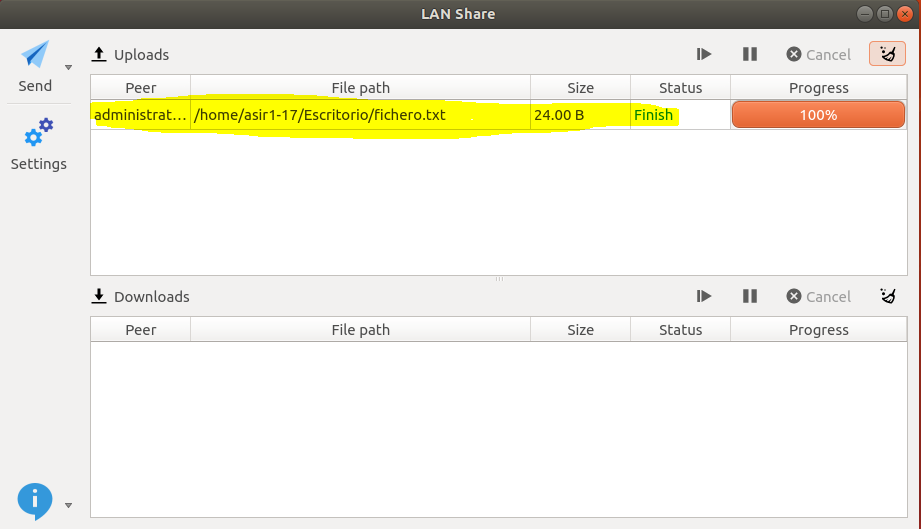 LAN Share
Send
Settings
Uploads
Cancel
Peer File path Size Status Progress
administrat... /home/asir1-17/Escritorio/fichero.txt 24.00 B Finish 100%
Downloads
Cancel
Peer File path Size Status Progress